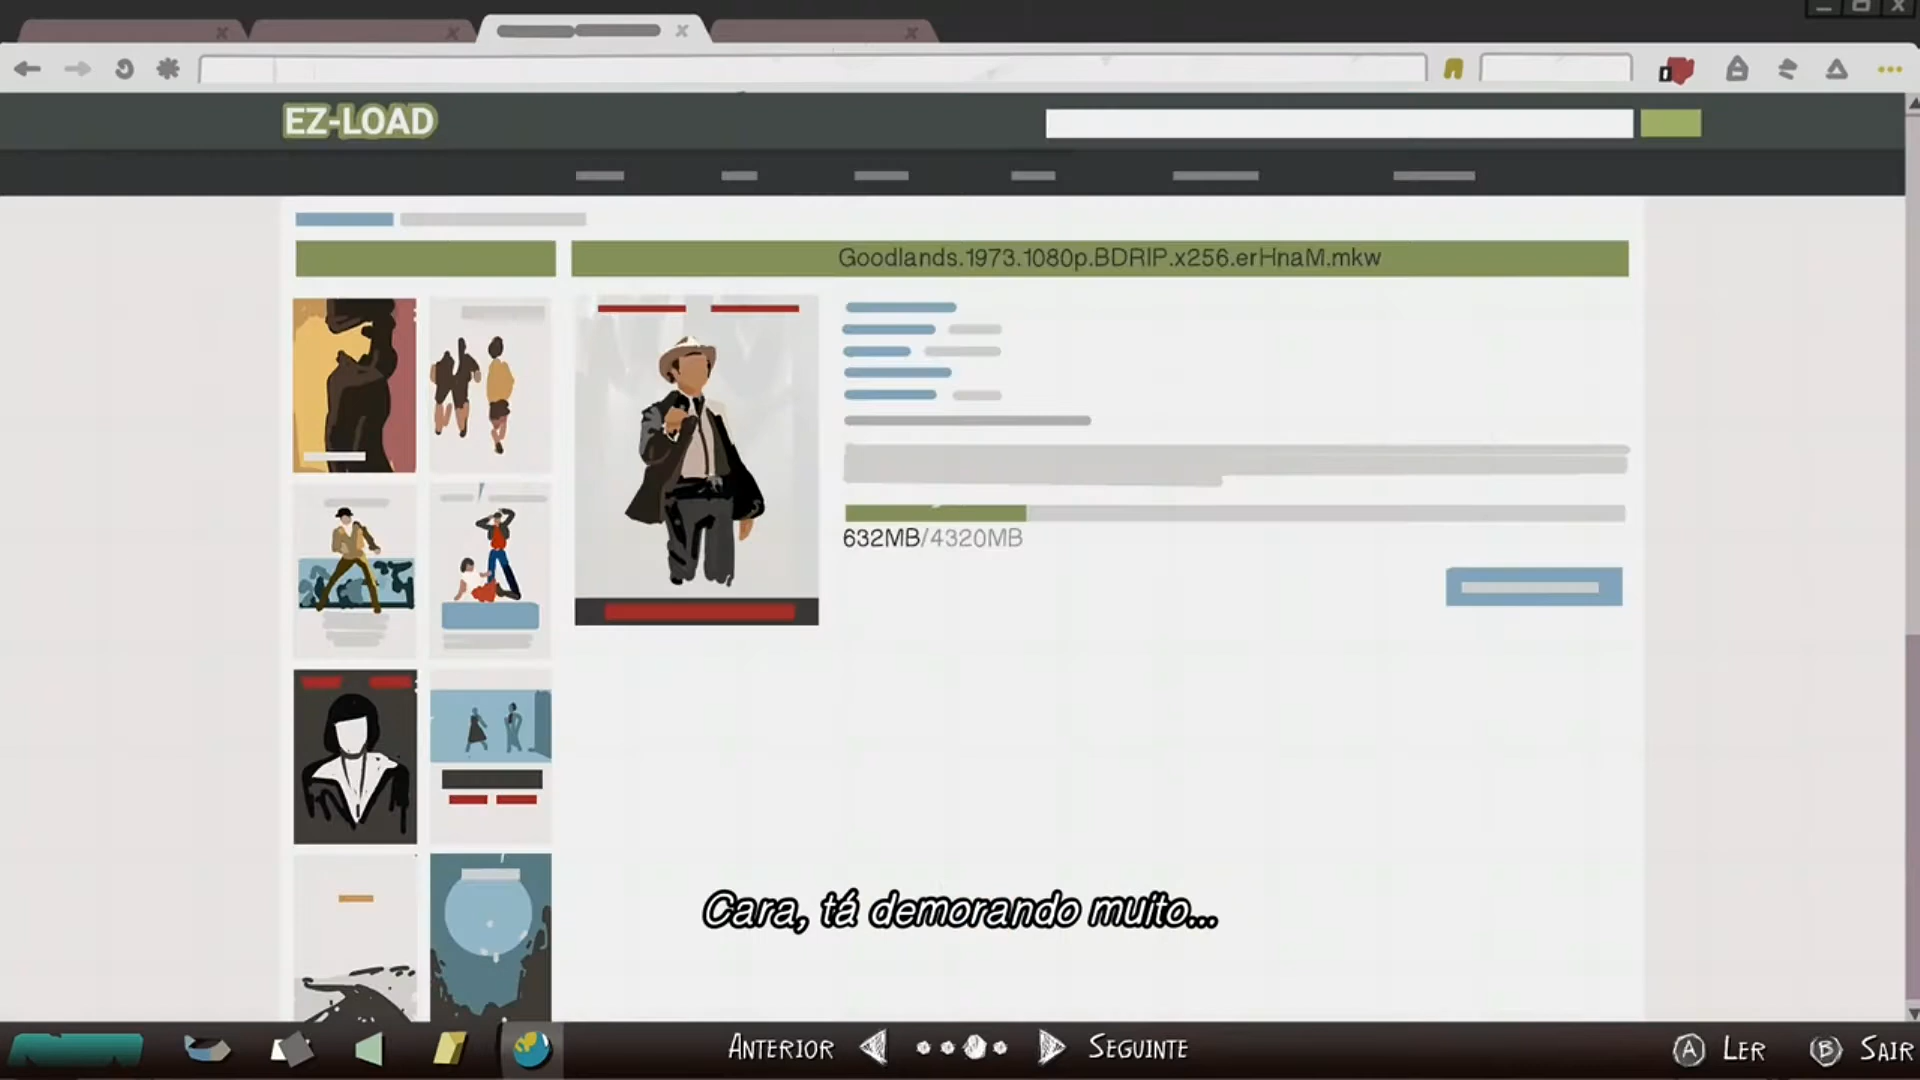 EZ-LOAD
Goodlands.1973.1080p.BDRIP.x256.erHnaM.mkw
632MB/4320MB
Cara, tá demorando muito...
ANTERIOR SEGUINTE A LER B SAIR